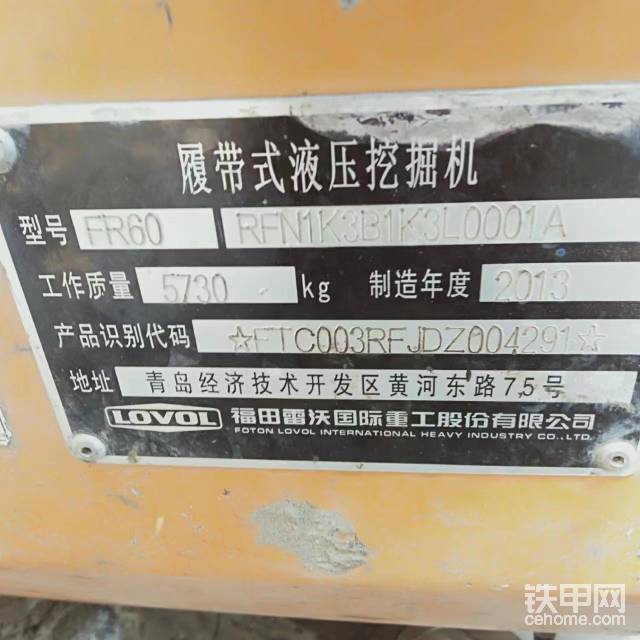 履带式液压挖掘机
型号 FR60 RFN1K3B1K3L0001A
工作质量 5730 kg 制造年度 2013
产品识别代码 ☆FTC003RFJDZ004291☆
地址 青岛经济技术开发区黄河东路75号
LOVOL 福田雷沃国际重工股份有限公司
FOTON LOVOL INTERNATIONAL HEAVY INDUSTRY CO.,LTD.
铁甲网
cehome.com